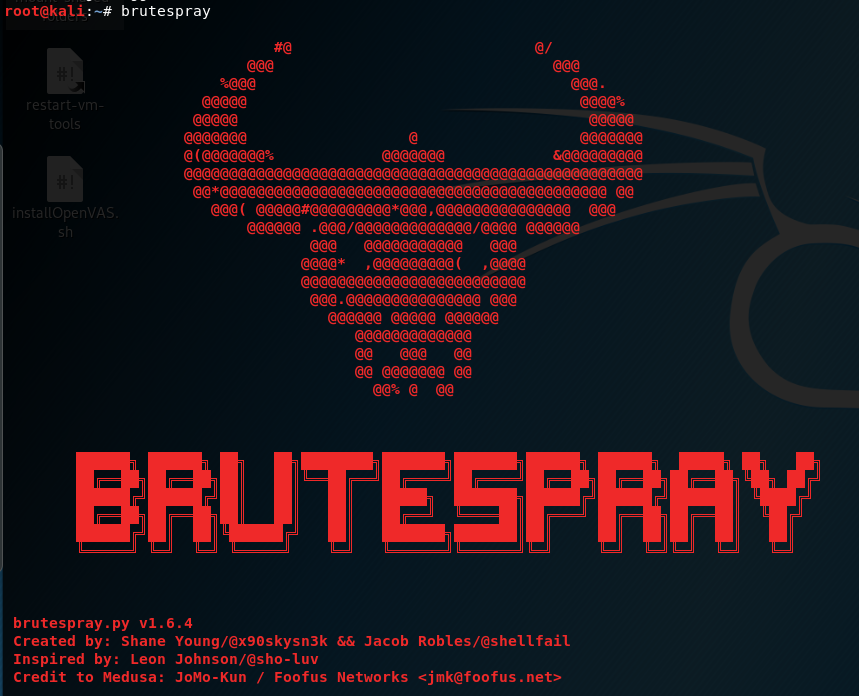 folders
root@kali:~# brutespray
restart-vm-
tools
installOpenVAS.
sh
BRUTESPRAY
brutespray.py v1.6.4
Created by: Shane Young/@x90skysn3k && Jacob Robles/@shellfail
Inspired by: Leon Johnson/@sho-luv
Credit to Medusa: JoMo-Kun / Foofus Networks <jmk@foofus.net>